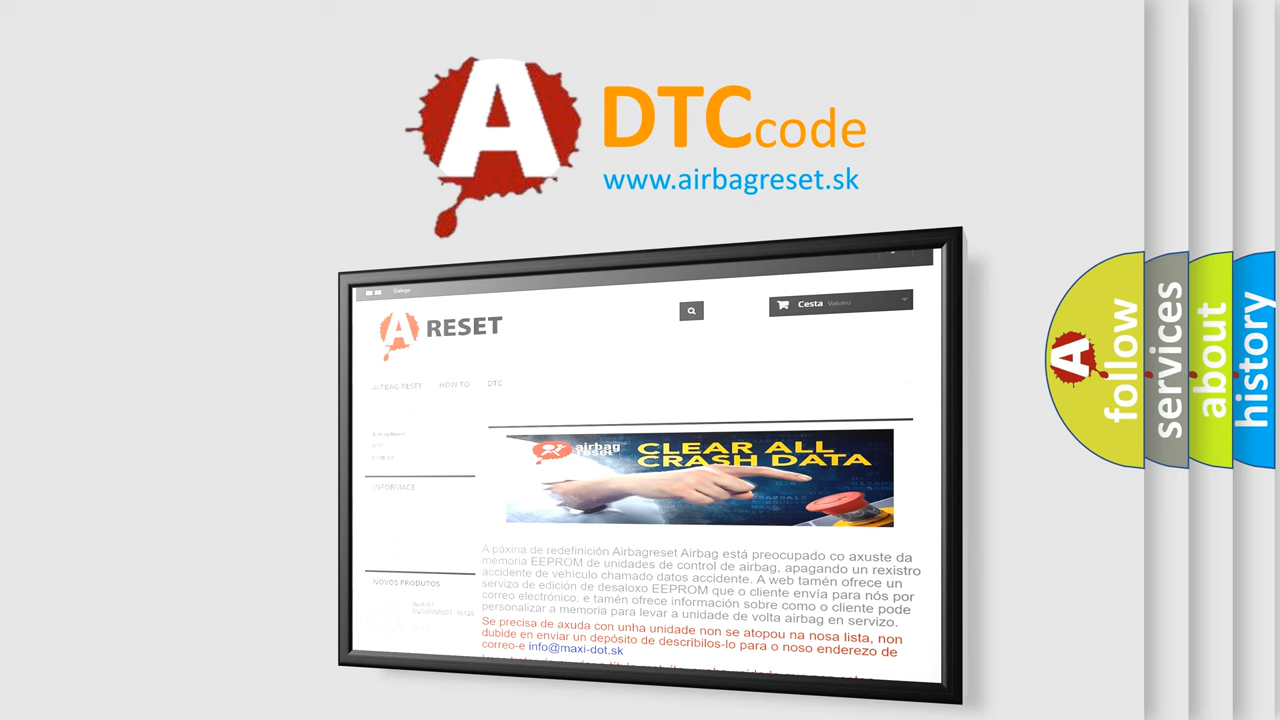 A
DTCcode
www.airbagreset.sk
Galego
A RESET
Cesta Valeiro
AIRBAG RESET HOW TO DTC
INFORMACE
airbag
reset
CLEAR ALL
CRASH DATA
NOVOS PRODUTOS
A páxina de redefinición Airbagreset Airbag está preocupado co axuste da
memoria EEPROM de unidades de control de airbag, apagando un rexistro
accidente de vehículo chamado datos accidente. A web tamén ofrece un
servizo de edición de desaloxo EEPROM que o cliente envía para nós por
correo electrónico, e tamén ofrece información sobre como o cliente pode
personalizar a memoria para levar a unidade de volta airbag en servizo.
Se precisa de axuda con unha unidade non se atopou na nosa lista, non
dubide en enviar un depósito de describilos-lo para o noso enderezo de
correo-e info@maxi-dot.sk
A
follow
services
about
history